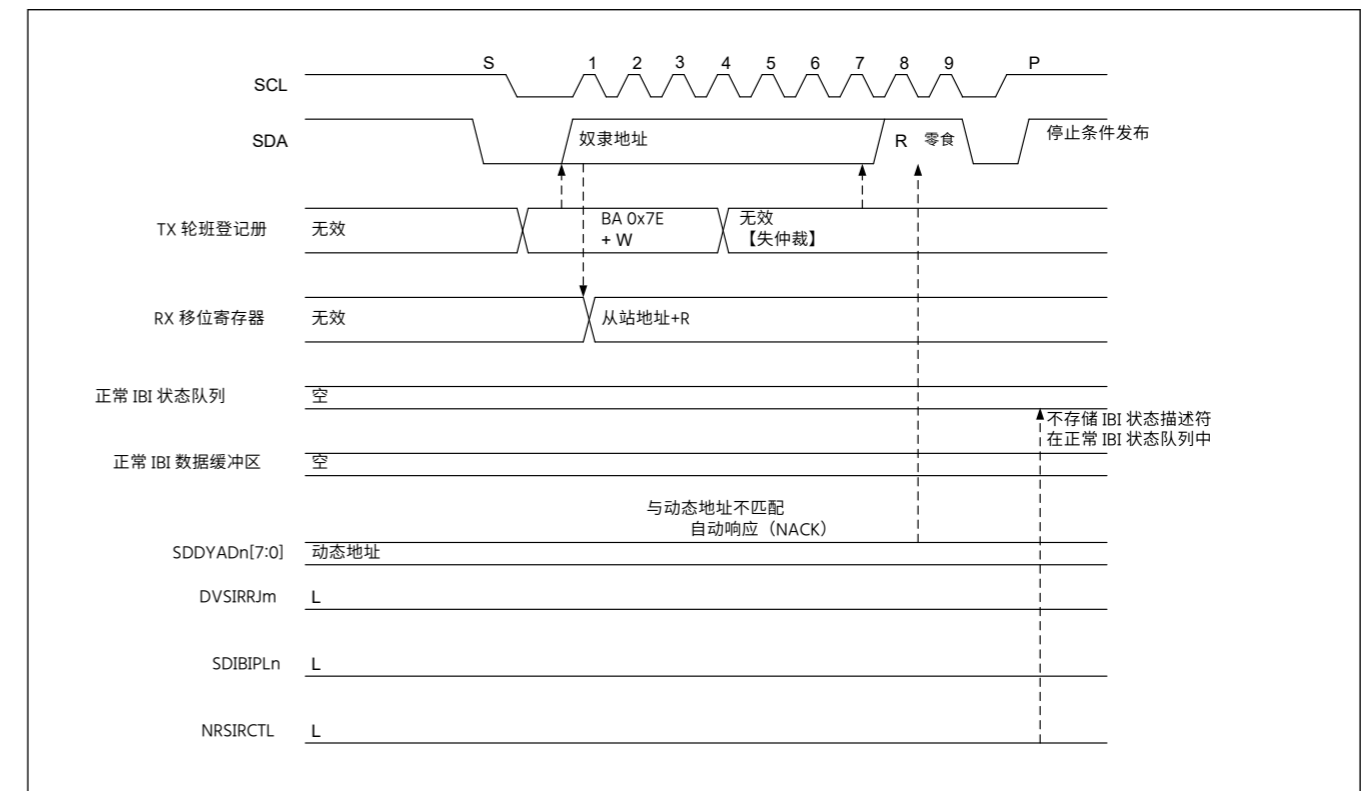 S 1 2 3 4 5 6 7 8 9 P
SCL
SDA
奴隶地址
R 零食
停止条件发布
TX 轮班登记册
无效
BA 0x7E
+ W
无效
【失仲裁】
RX 移位寄存器
无效
从站地址+R
正常 IBI 状态队列
空
不存储 IBI 状态描述符
在正常 IBI 状态队列中
正常 IBI 数据缓冲区
空
与动态地址不匹配
自动响应（NACK）
SDDYADn[7:0]
动态地址
DVSIRRJm
L
SDIBIPLn
L
NRSIRCTL
L